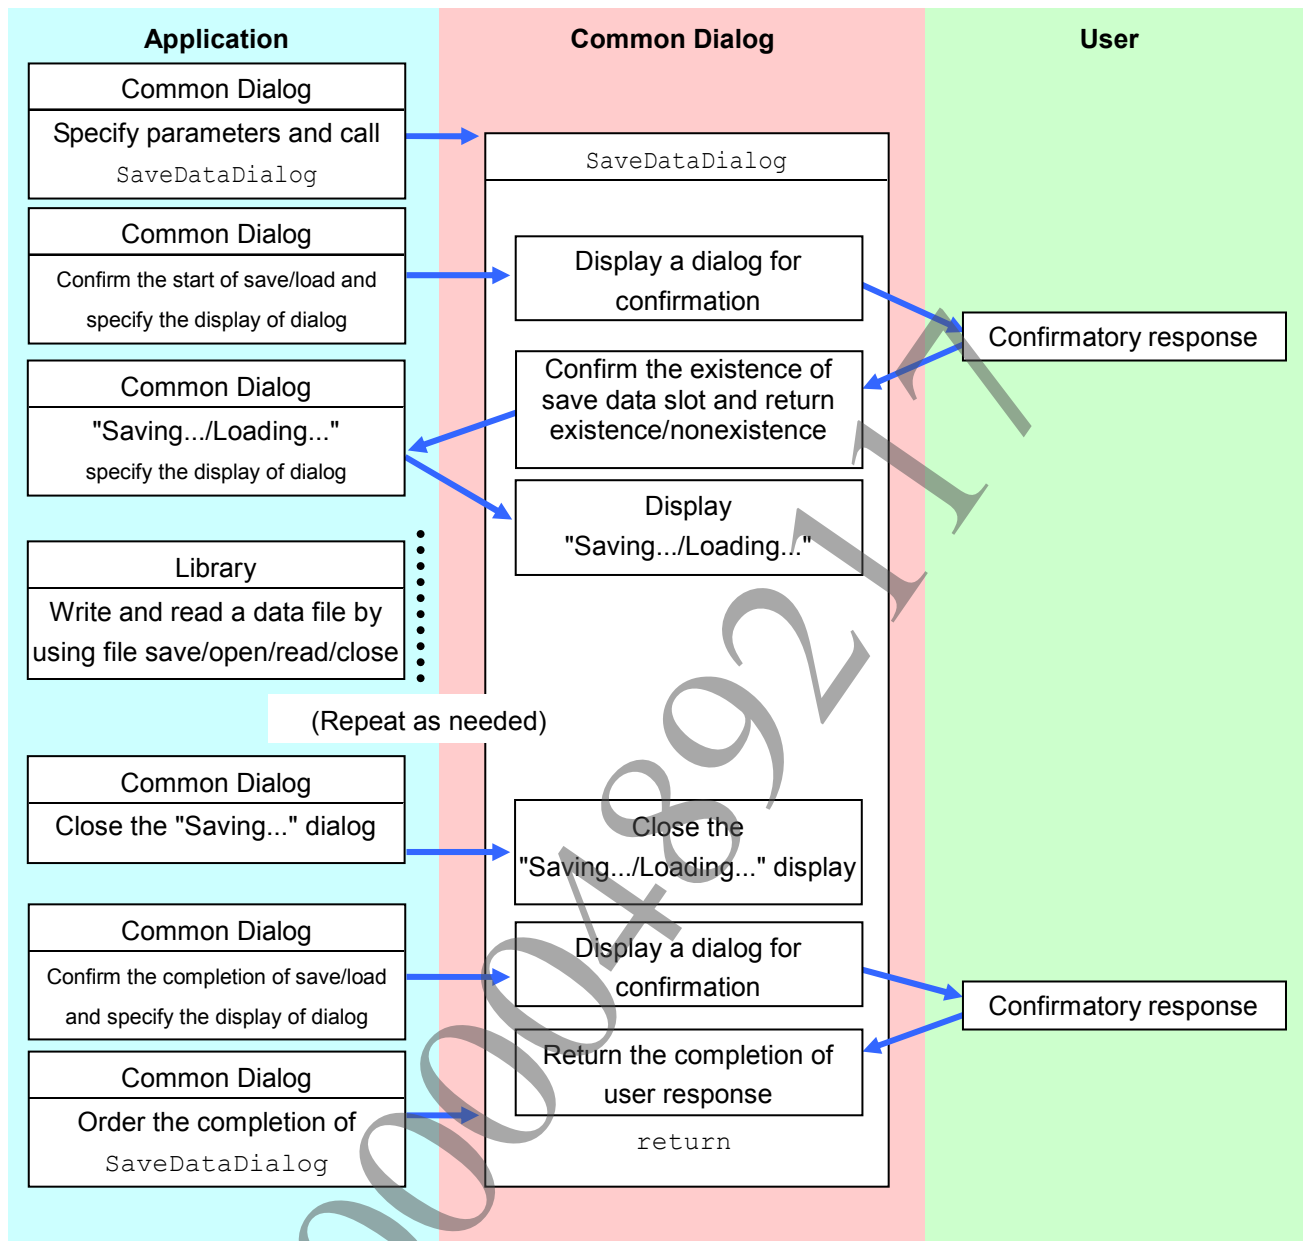 Application
Common Dialog
User
Common Dialog
Specify parameters and call
SaveDataDialog
SaveDataDialog
Common Dialog
Confirm the start of save/load and
specify the display of dialog
Display a dialog for
confirmation
Confirmatory response
Common Dialog
"Saving.../Loading..."
specify the display of dialog
Confirm the existence of
save data slot and return
existence/nonexistence
Display
"Saving.../Loading..."
Library
Write and read a data file by
using file save/open/read/close
(Repeat as needed)
Common Dialog
Close the "Saving..." dialog
Close the
"Saving.../Loading..." display
Common Dialog
Confirm the completion of save/load
and specify the display of dialog
Display a dialog for
confirmation
Confirmatory response
Return the completion of
user response
Common Dialog
Order the completion of
SaveDataDialog
return
0004892117